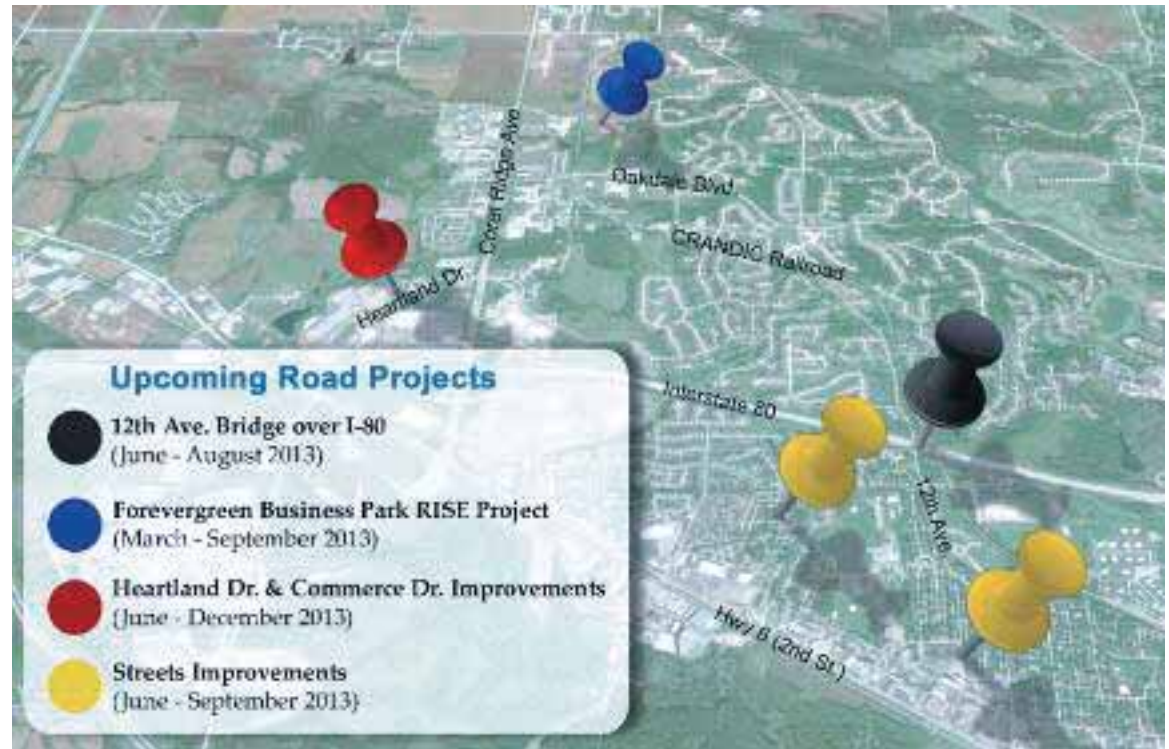 Oakdale Blvd
Coral Ridge Ave
CRANDIC Railroad
Heartland Dr.
Interstate 80
12th Ave.
Hwy 6 (2nd St.)
Upcoming Road Projects
12th Ave. Bridge over I-80
(June - August 2013)
Forevergreen Business Park RISE Project
(March - September 2013)
Heartland Dr. & Commerce Dr. Improvements
(June - December 2013)
Streets Improvements
(June - September 2013)